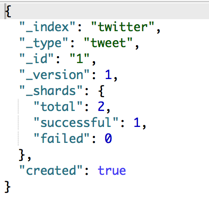 {
  "_index": "twitter",
  "_type": "tweet",
  "_id": "1",
  "_version": 1,
  "_shards": {
    "total": 2,
    "successful": 1,
    "failed": 0
  },
  "created": true
}